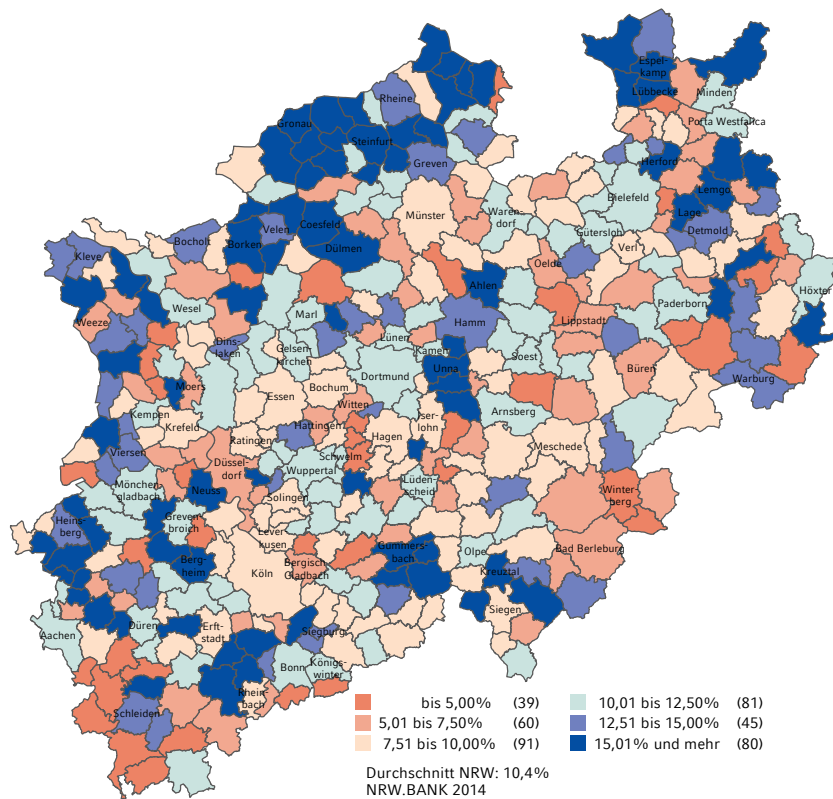 Espel-
kamp
Lübbecke
Minden
Rheine
Porta Westfalica
Gronau
Steinfurt
Greven
Herford
Lemgo
Bielefeld
Münster
Waren-
dorf
Lage
Coesfeld
Velen
Detmold
Gütersloh
Bocholt
Borken
Dülmen
Verl
Kleve
Oelde
Ahlen
Höxter
Paderborn
Wesel
Marl
Weeze
Hamm
Lippstadt
Lünen
Dins-
laken
Gelsen-
kirchen
Kamen
Soest
Unna
Büren
Dortmund
Warburg
Moers
Bochum
Essen
Witten
Kempen
Arnsberg
Iser-
lohn
Krefeld
Hattingen
Hagen
Ratingen
Meschede
Viersen
Schwelm
Düssel-
dorf
Wuppertal
Lüden-
scheid
Mönchen-
gladbach
Neuss
Solingen
Winter-
berg
Heins-
berg
Greven-
broich
Lever-
kusen
Gummers-
bach
Olpe
Bad Berleburg
Berg-
heim
Bergisch
Gladbach
Köln
Kreuztal
Siegen
Düren
Erft-
stadt
Siegburg
Aachen
Bonn
Königs-
winter
Rhein-
bach
Schleiden
bis 5,00% (39)
5,01 bis 7,50% (60)
7,51 bis 10,00% (91)
10,01 bis 12,50% (81)
12,51 bis 15,00% (45)
15,01% und mehr (80)
Durchschnitt NRW: 10,4%
NRW.BANK 2014